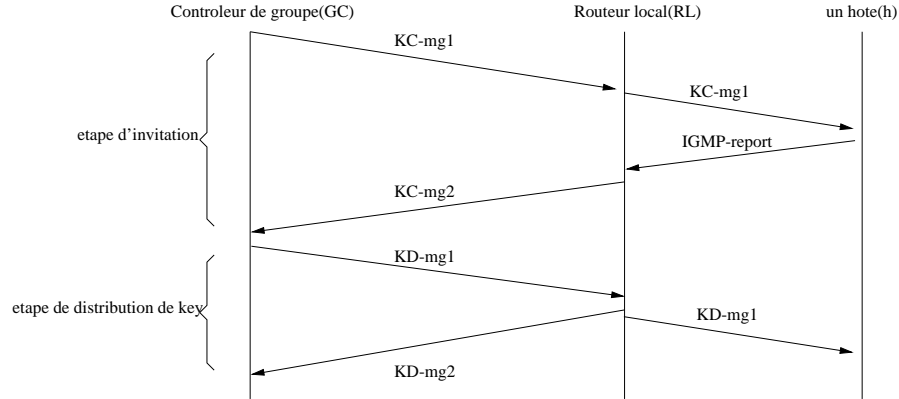 Controleur de groupe(GC)
Routeur local(RL)
un hote(h)
KC-mg1
KC-mg1
etape d'invitation
IGMP-report
KC-mg2
KD-mg1
etape de distribution de key
KD-mg1
KD-mg2